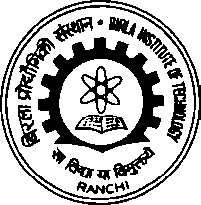 बिरला प्रौद्योगिकी संस्थान • BIRLA INSTITUTE OF TECHNOLOGY
सा विद्या या विमुक्तये
RANCHI